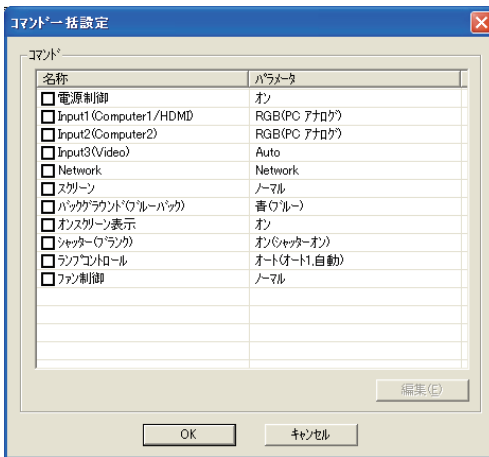 コマンド一括設定
コマンド
名称 パラメータ
電源制御 オン
Input1(Computer1/HDMI) RGB(PC アナログ)
Input2(Computer2) RGB(PC アナログ)
Input3(Video) Auto
Network Network
スクリーン ノーマル
バックグラウンド(ブルーバック) 青(ブルー)
オンスクリーン表示 オン
シャッター(ブランク) オン(シャッターオン)
ランプコントロール オート(オート1,自動)
ファン制御 ノーマル
編集(E)
OK キャンセル